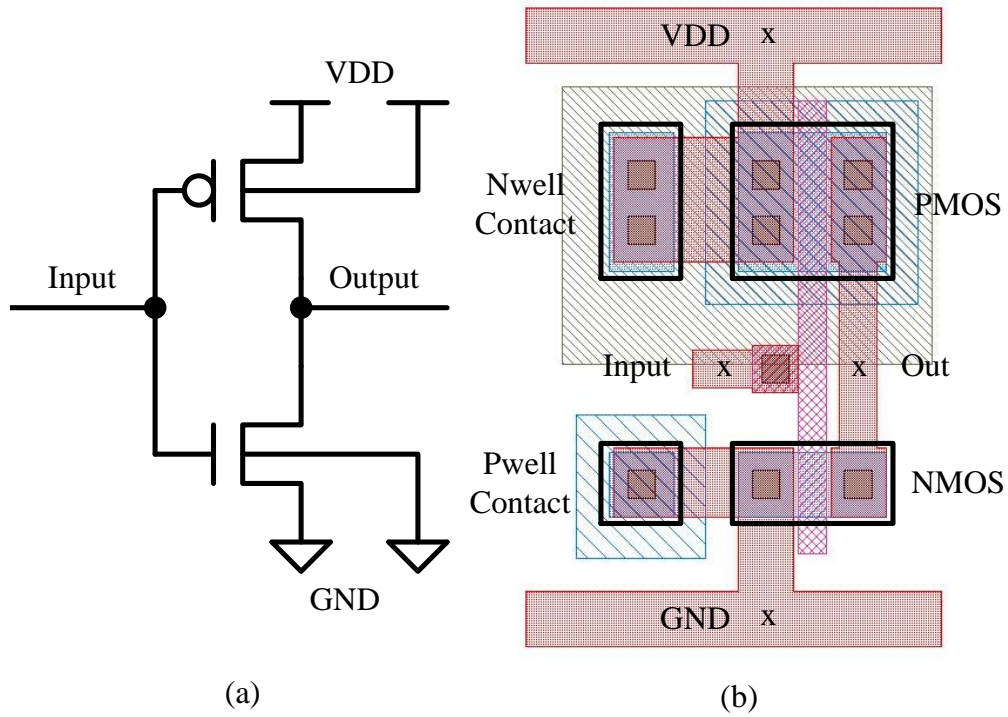 VDD
Input
Output
GND
(a)
VDD x
Nwell
Contact
PMOS
Input x
x Out
Pwell
Contact
NMOS
GND x
(b)